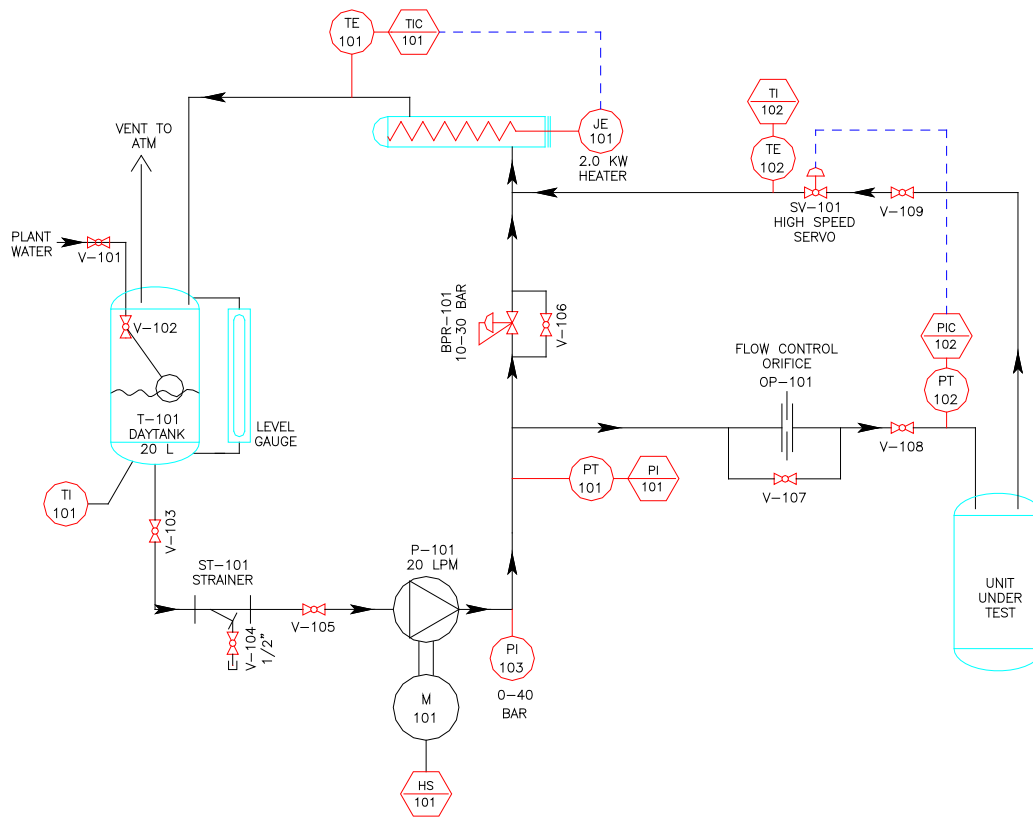 TE
101
TIC
101
VENT TO
ATM
JE
101
2.0 KW
HEATER
TI
102
TE
102
SV-101
HIGH SPEED
SERVO
V-109
PLANT
WATER
V-101
V-102
T-101
DAYTANK
20 L
LEVEL
GAUGE
BPR-101
10-30 BAR
V-106
FLOW CONTROL
ORIFICE
OP-101
PIC
102
PT
102
V-108
V-107
PT
101
PI
101
TI
101
V-103
ST-101
STRAINER
V-104
1/2"
V-105
P-101
20 LPM
PI
103
0-40
BAR
M
101
HS
101
UNIT
UNDER
TEST